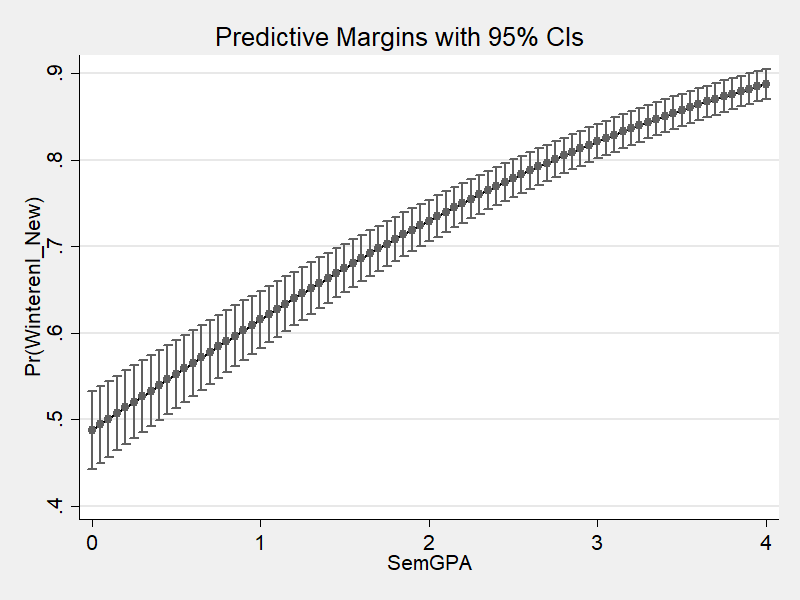 Predictive Margins with 95% CIs
Pr(Winterenl_New)
.9
.8
.7
.6
.5
.4
0 1 2 3 4
SemGPA